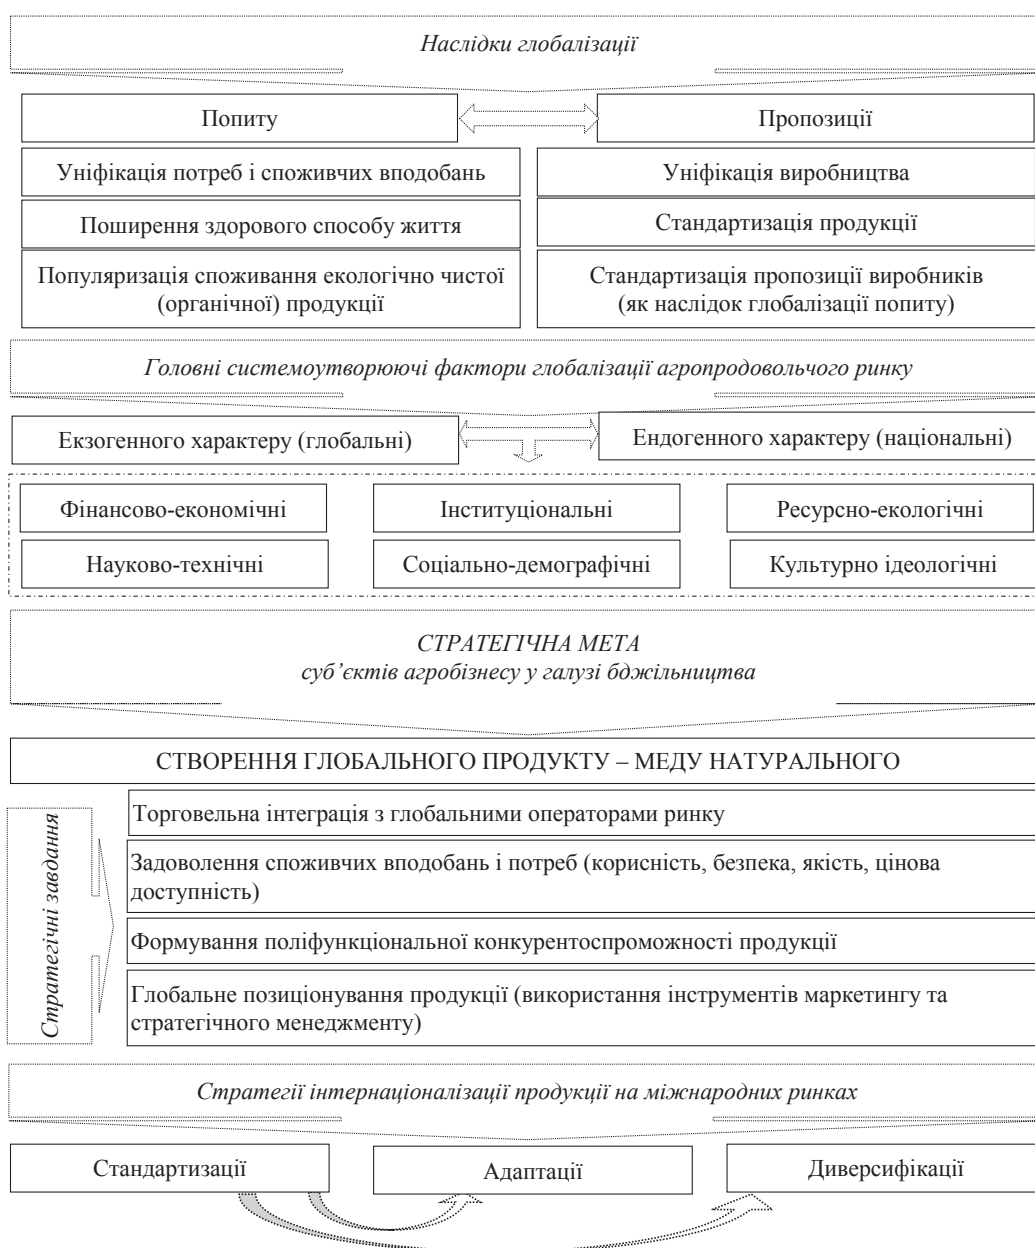 Наслідки глобалізації
Попиту
Пропозиції
Уніфікація потреб і споживчих вподобань
Уніфікація виробництва
Поширення здорового способу життя
Стандартизація продукції
Популяризація споживання екологічно чистої
(органічної) продукції
Стандартизація пропозиції виробників
(як наслідок глобалізації попиту)
Головні системоутворюючі фактори глобалізації агропродовольчого ринку
Екзогенного характеру (глобальні)
Ендогенного характеру (національні)
Фінансово-економічні
Інституціональні
Ресурсно-екологічні
Науково-технічні
Соціально-демографічні
Культурно ідеологічні
СТРАТЕГІЧНА МЕТА
суб’єктів агробізнесу у галузі бджільництва
СТВОРЕННЯ ГЛОБАЛЬНОГО ПРОДУКТУ – МЕДУ НАТУРАЛЬНОГО
Стратегічні завдання
Торговельна інтеграція з глобальними операторами ринку
Задоволення споживчих вподобань і потреб (корисність, безпека, якість, цінова
доступність)
Формування поліфункціональної конкурентоспроможності продукції
Глобальне позиціонування продукції (використання інструментів маркетингу та
стратегічного менеджменту)
Стратегії інтернаціоналізації продукції на міжнародних ринках
Стандартизації
Адаптації
Диверсифікації